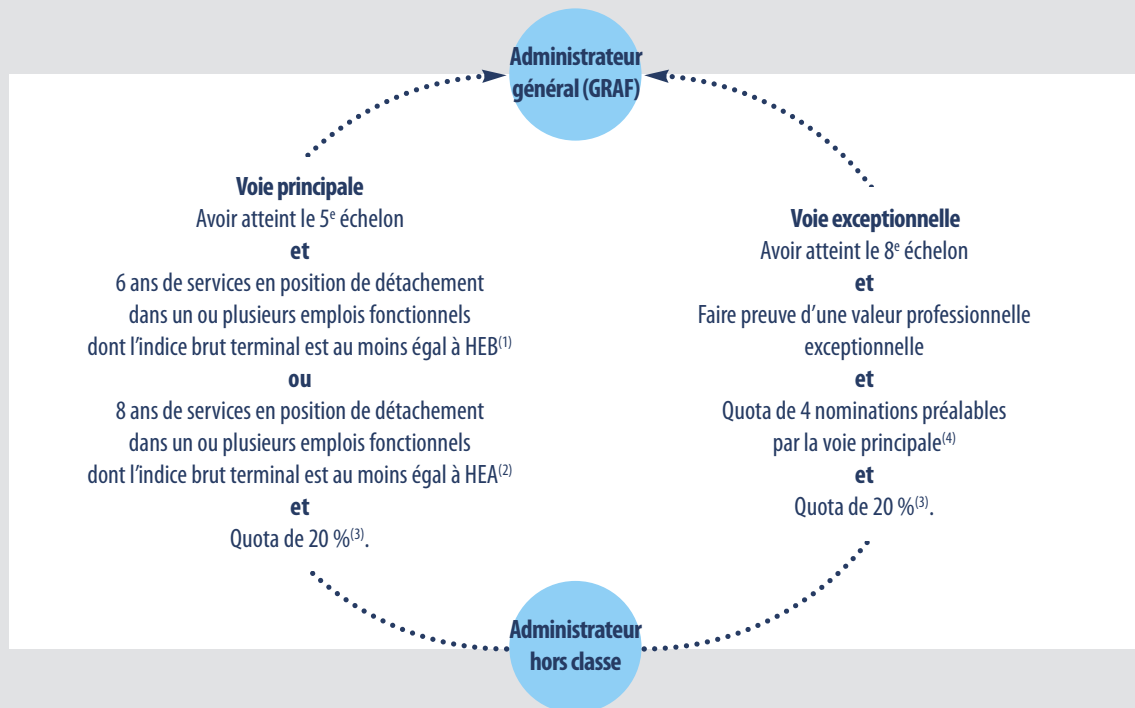 Administrateur
général (GRAF)
Voie principale
Avoir atteint le 5e échelon
et
6 ans de services en position de détachement
dans un ou plusieurs emplois fonctionnels
dont l’indice brut terminal est au moins égal à HEB(1)
ou
8 ans de services en position de détachement
dans un ou plusieurs emplois fonctionnels
dont l’indice brut terminal est au moins égal à HEA(2)
et
Quota de 20 %(3).
Voie exceptionnelle
Avoir atteint le 8e échelon
et
Faire preuve d’une valeur professionnelle
exceptionnelle
et
Quota de 4 nominations préalables
par la voie principale(4)
et
Quota de 20 %(3).
Administrateur
hors classe